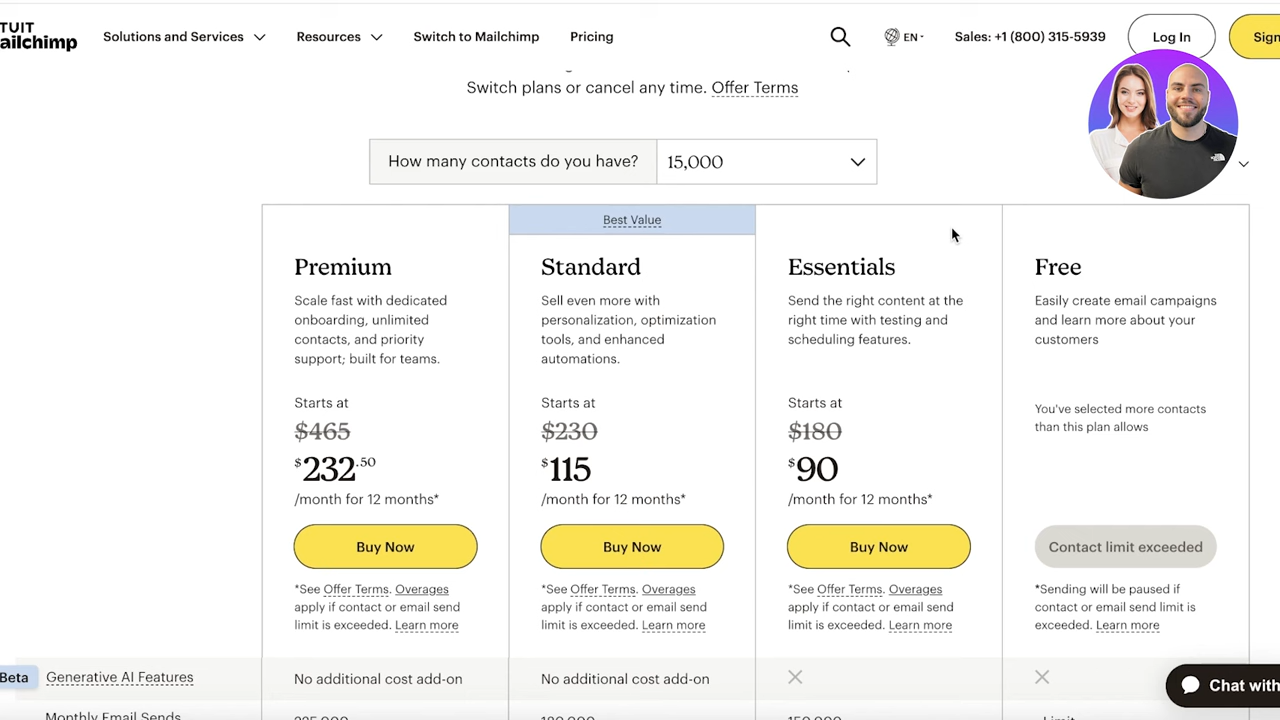 TUIT
ailchimp
Solutions and Services
Resources
Switch to Mailchimp
Pricing
EN
Sales: +1 (800) 315-5939
Log In
Sign
Switch plans or cancel any time. Offer Terms
How many contacts do you have?
15,000
Best Value
Premium
Scale fast with dedicated
onboarding, unlimited
contacts, and priority
support; built for teams.
Starts at
$465
$232.50
/month for 12 months*
Buy Now
*See Offer Terms. Overages
apply if contact or email send
limit is exceeded. Learn more
Standard
Sell even more with
personalization, optimization
tools, and enhanced
automations.
Starts at
$230
$115
/month for 12 months*
Buy Now
*See Offer Terms. Overages
apply if contact or email send
limit is exceeded. Learn more
Essentials
Send the right content at the
right time with testing and
scheduling features.
Starts at
$180
$90
/month for 12 months*
Buy Now
*See Offer Terms. Overages
apply if contact or email send
limit is exceeded. Learn more
Free
Easily create email campaigns
and learn more about your
customers
You've selected more contacts
than this plan allows
Contact limit exceeded
*Sending will be paused if
contact or email send limit is
exceeded. Learn more
Beta
Generative AI Features
No additional cost add-on
No additional cost add-on
Chat with
Monthly Email Sends